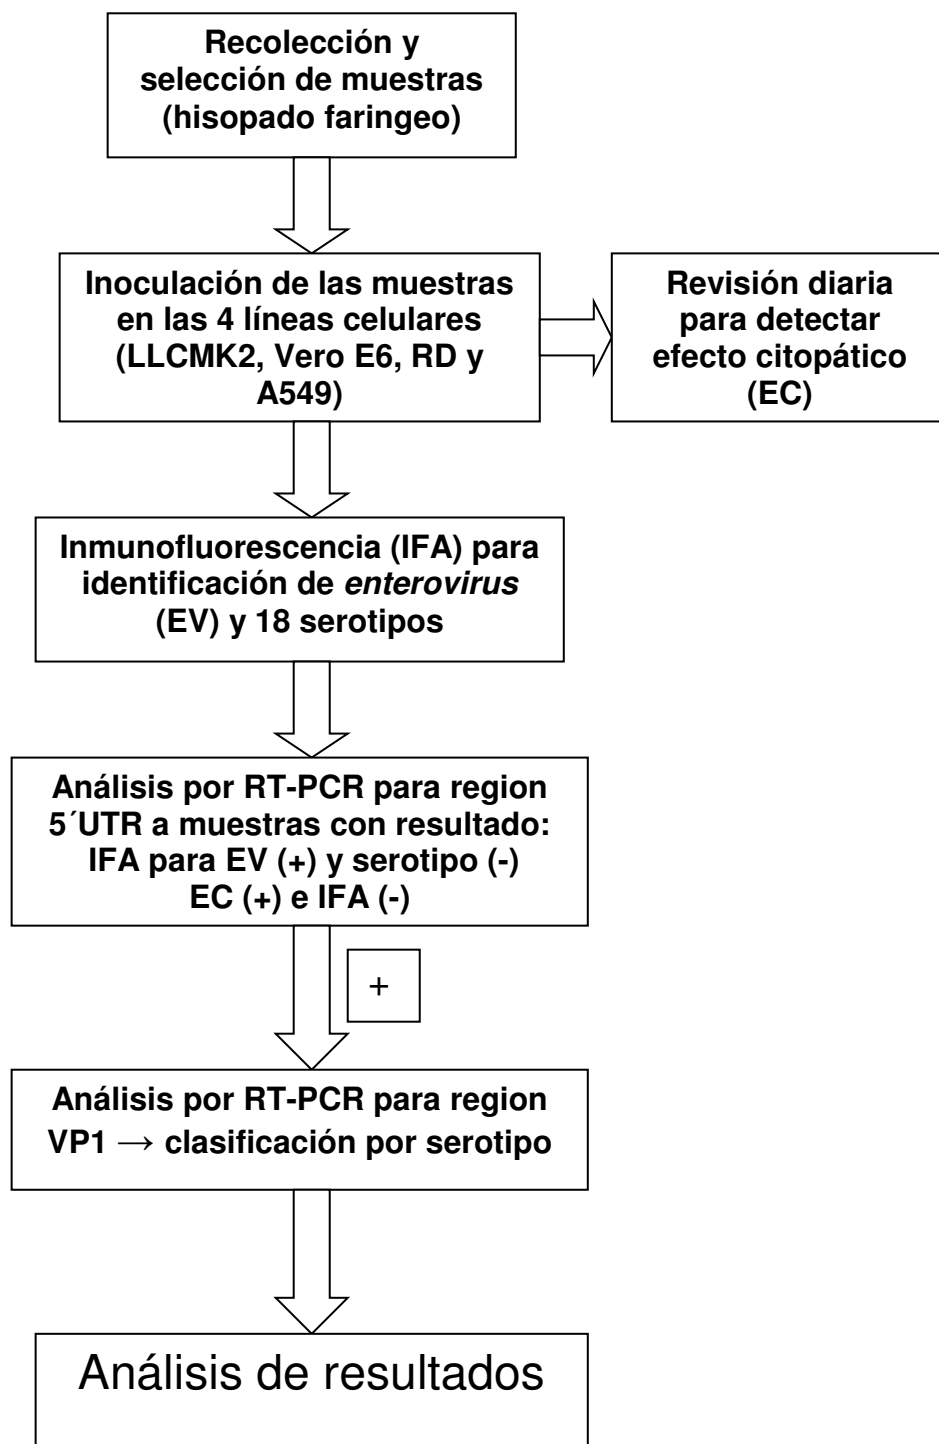 Recolección y
selección de muestras
(hisopado faringeo)
Inoculación de las muestras
en las 4 líneas celulares
(LLCMK2, Vero E6, RD y
A549)
Revisión diaria
para detectar
efecto citopático
(EC)
Inmunofluorescencia (IFA) para
identificación de enterovirus
(EV) y 18 serotipos
Análisis por RT-PCR para region
5´UTR a muestras con resultado:
IFA para EV (+) y serotipo (-)
EC (+) e IFA (-)
+
Análisis por RT-PCR para region
VP1 → clasificación por serotipo
Análisis de resultados